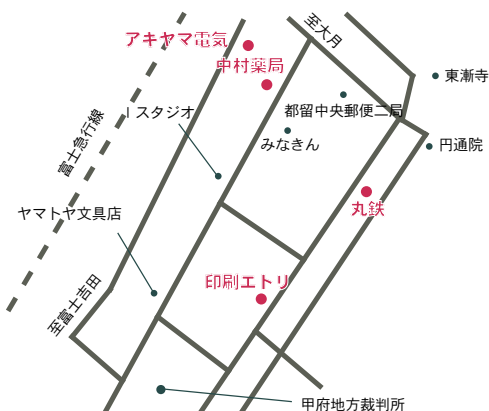 至大月
アキヤマ電気
中村薬局
東漸寺
都留中央郵便二局
Iスタジオ
富士急行線
みなきん
円通院
丸鉄
ヤマトヤ文具店
印刷エトリ
至富士吉田
甲府地方裁判所